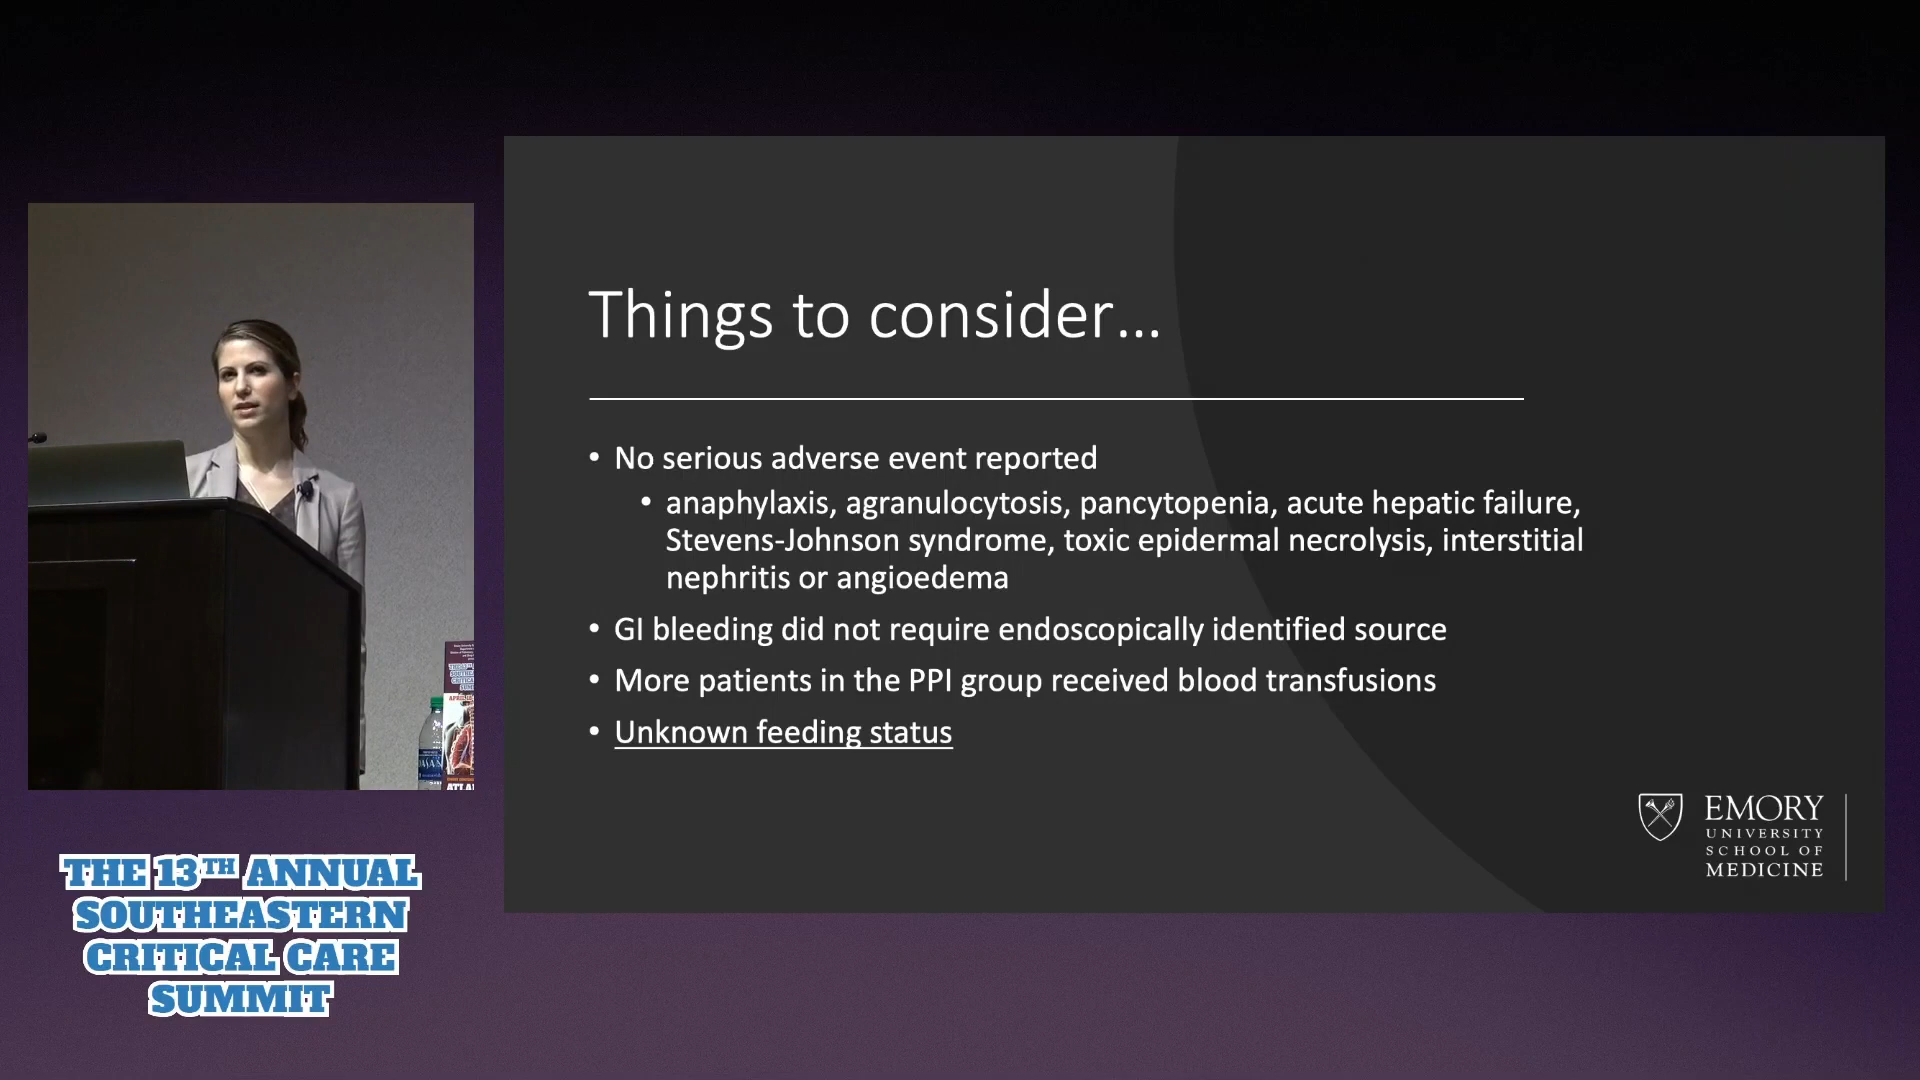 Things to consider...
• No serious adverse event reported
• anaphylaxis, agranulocytosis, pancytopenia, acute hepatic failure,
Stevens-Johnson syndrome, toxic epidermal necrolysis, interstitial
nephritis or angioedema
• GI bleeding did not require endoscopically identified source
• More patients in the PPI group received blood transfusions
• Unknown feeding status
EMORY
UNIVERSITY
SCHOOL OF
MEDICINE
THE 13TH ANNUAL
SOUTHEASTERN
CRITICAL CARE
SUMMIT